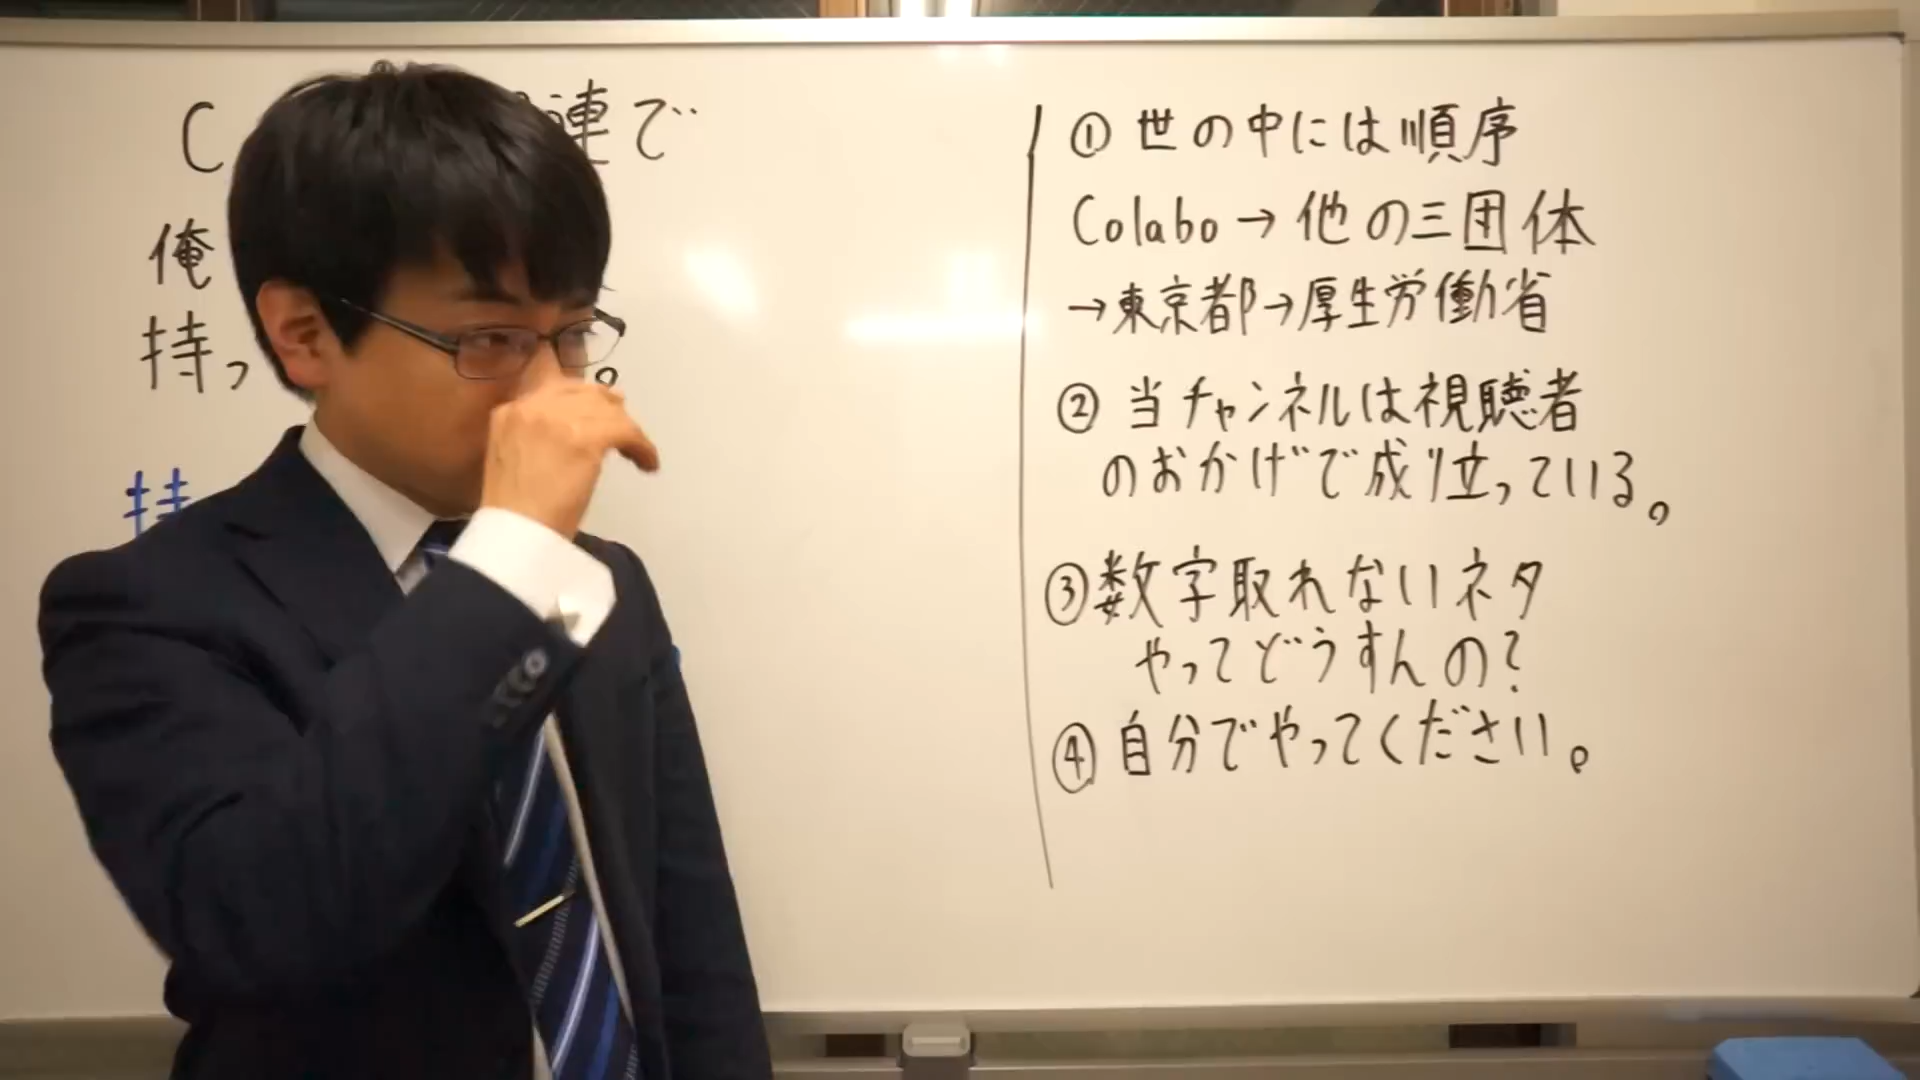 C 連で
俺
持っ 。
持
① 世の中には順序
Colabo→他の三団体
→東京都→厚生労働省
② 当チャンネルは視聴者
のおかげで成り立っている。
③ 数字取れないネタ
やってどうすんの?
④ 自分でやってください。